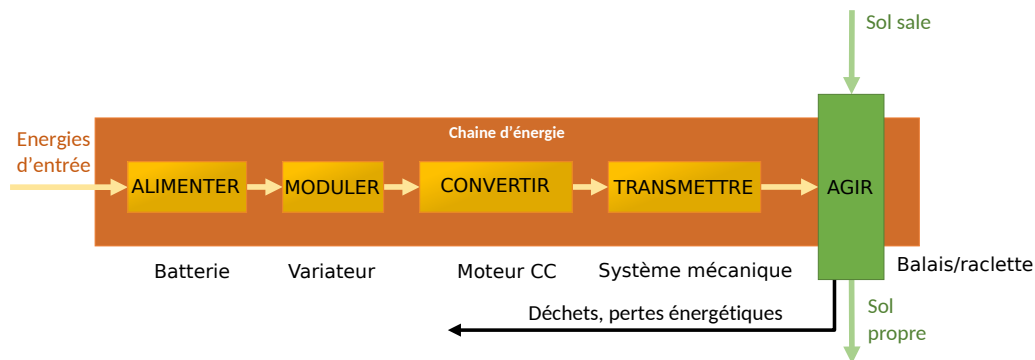 Sol sale
Energies
d'entrée
Chaine d'énergie
ALIMENTER
MODULER
CONVERTIR
TRANSMETTRE
AGIR
Batterie
Variateur
Moteur CC
Système mécanique
Balais/raclette
Déchets, pertes énergétiques
Sol
propre